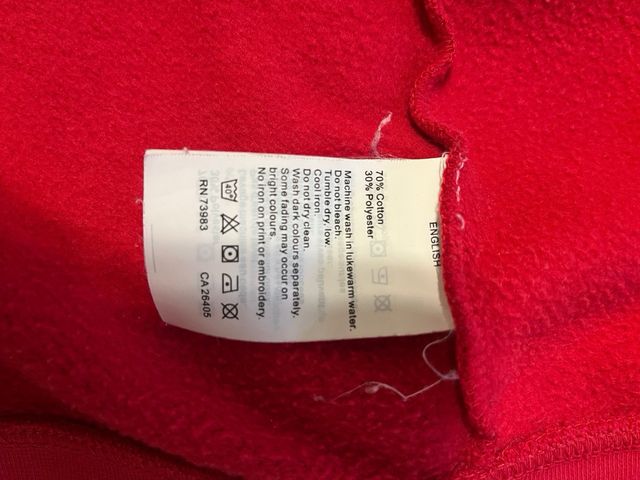 ENGLISH
70% Cotton
30% Polyester
Machine wash in lukewarm water.
Do not bleach.
Tumble dry, low.
Cool iron.
Do not dry clean.
Wash dark colours separately.
Some fading may occur on
bright colours.
No iron on print or embroidery.
40°
RN 73983 CA 26405